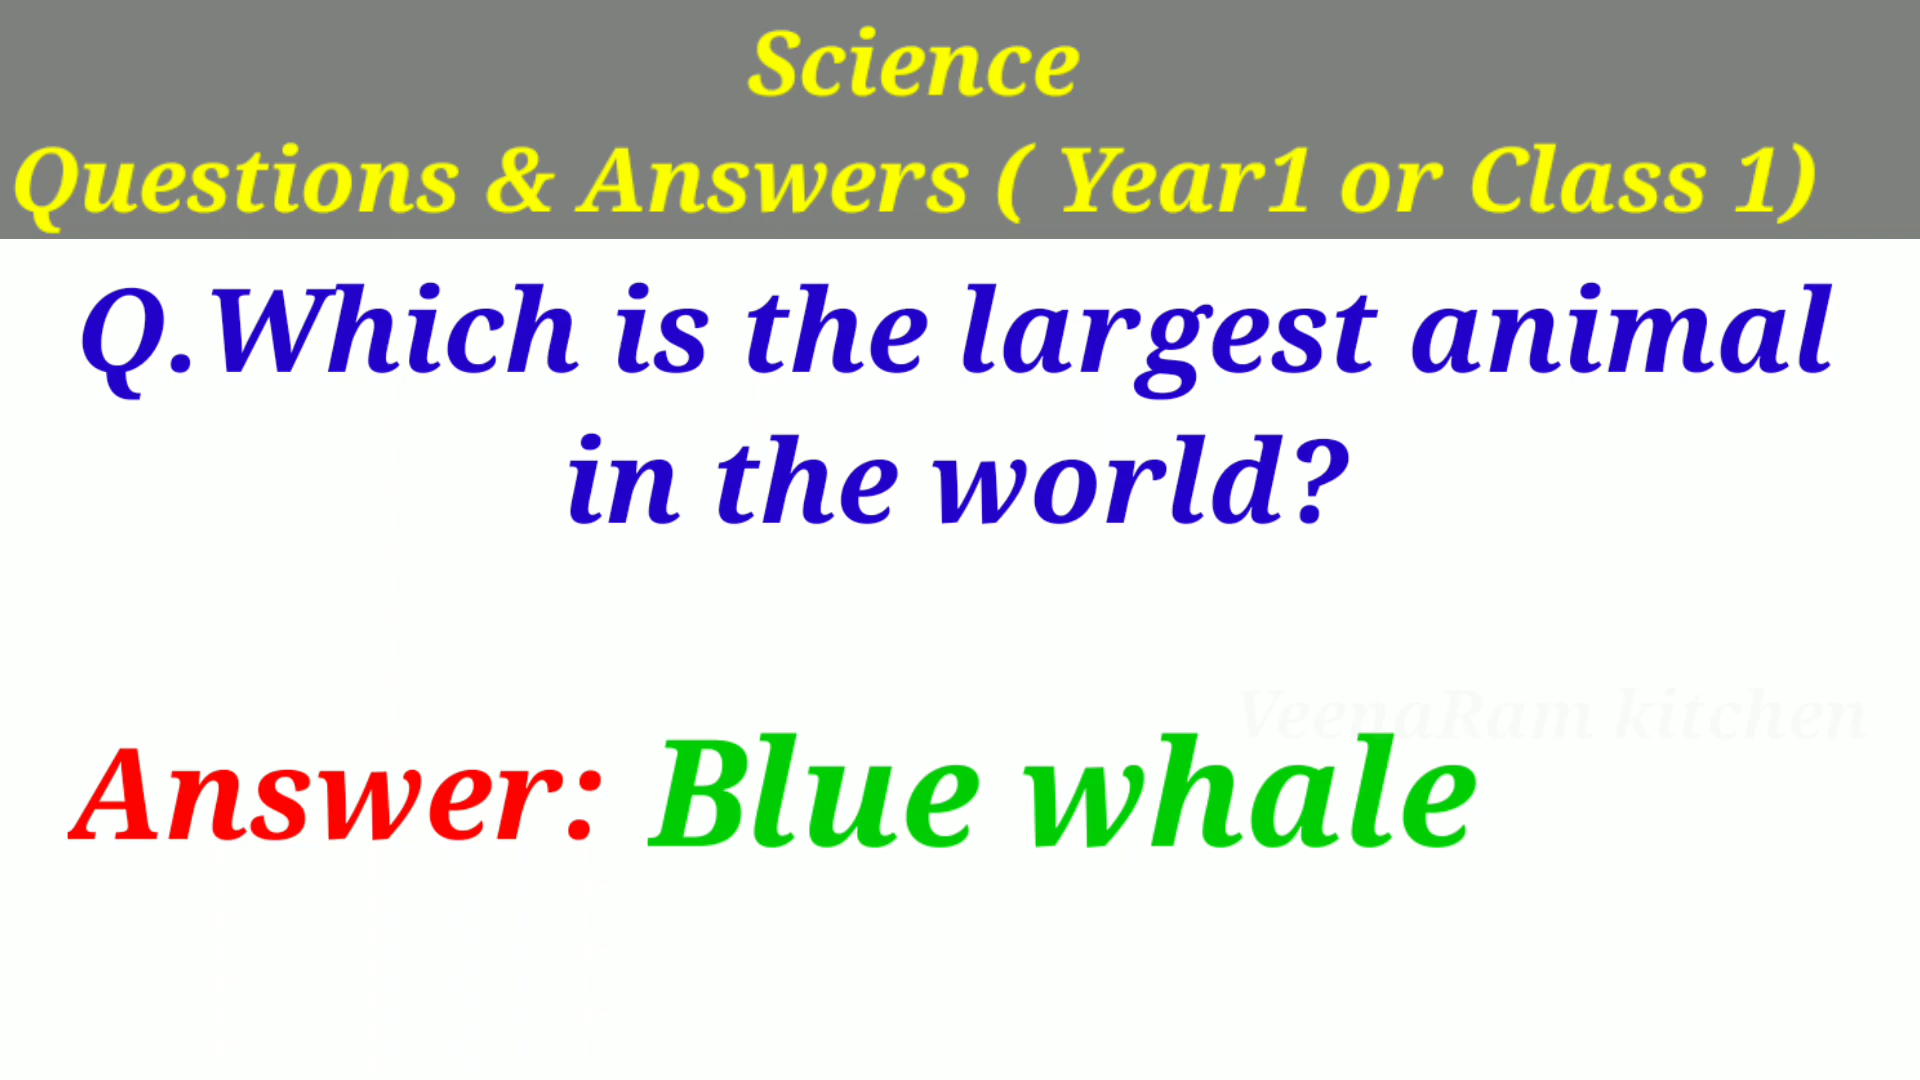 Science
Questions & Answers ( Year1 or Class 1)
Q.Which is the largest animal
in the world?
VeenaRam kitchen
Answer: Blue whale